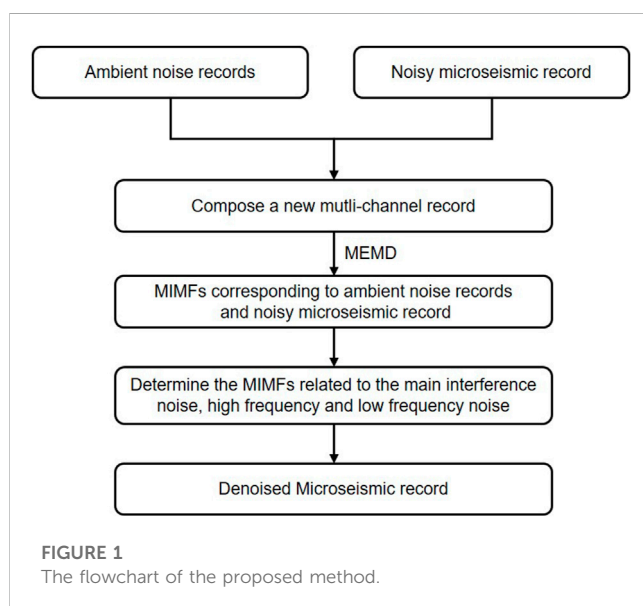 Ambient noise records
Noisy microseismic record
Compose a new mutli-channel record
MEMD
MIMFs corresponding to ambient noise records
and noisy microseismic record
Determine the MIMFs related to the main interference
noise, high frequency and low frequency noise
Denoised Microseismic record
FIGURE 1
The flowchart of the proposed method.